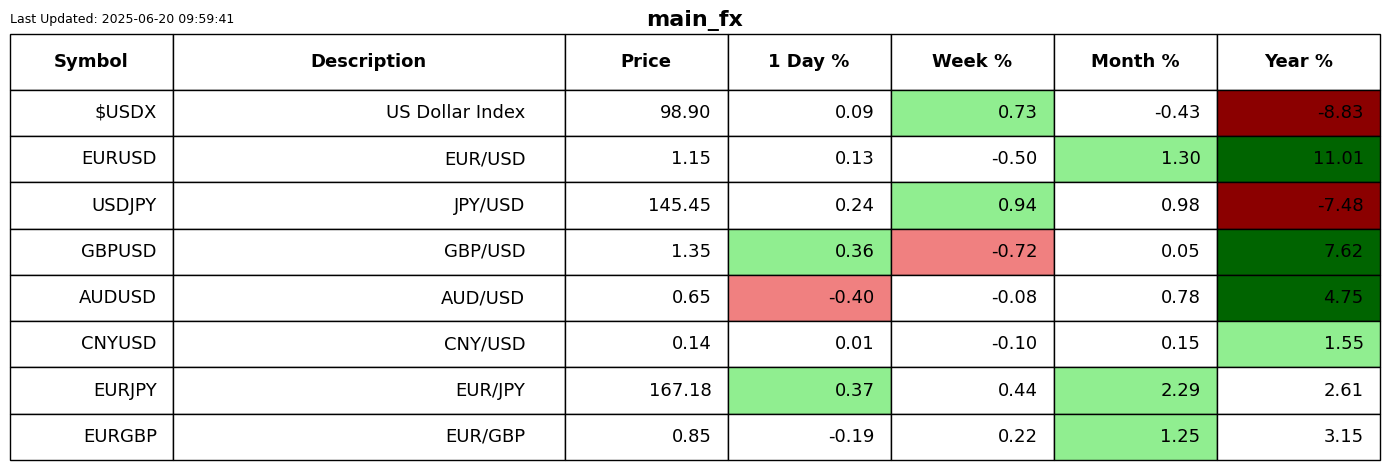 Last Updated: 2025-06-20 09:59:41
main_fx
Symbol Description Price 1 Day % Week % Month % Year %
$USDX US Dollar Index 98.90 0.09 0.73 -0.43 -8.83
EURUSD EUR/USD 1.15 0.13 -0.50 1.30 11.01
USDJPY JPY/USD 145.45 0.24 0.94 0.98 -7.48
GBPUSD GBP/USD 1.35 0.36 -0.72 0.05 7.62
AUDUSD AUD/USD 0.65 -0.40 -0.08 0.78 4.75
CNYUSD CNY/USD 0.14 0.01 -0.10 0.15 1.55
EURJPY EUR/JPY 167.18 0.37 0.44 2.29 2.61
EURGBP EUR/GBP 0.85 -0.19 0.22 1.25 3.15